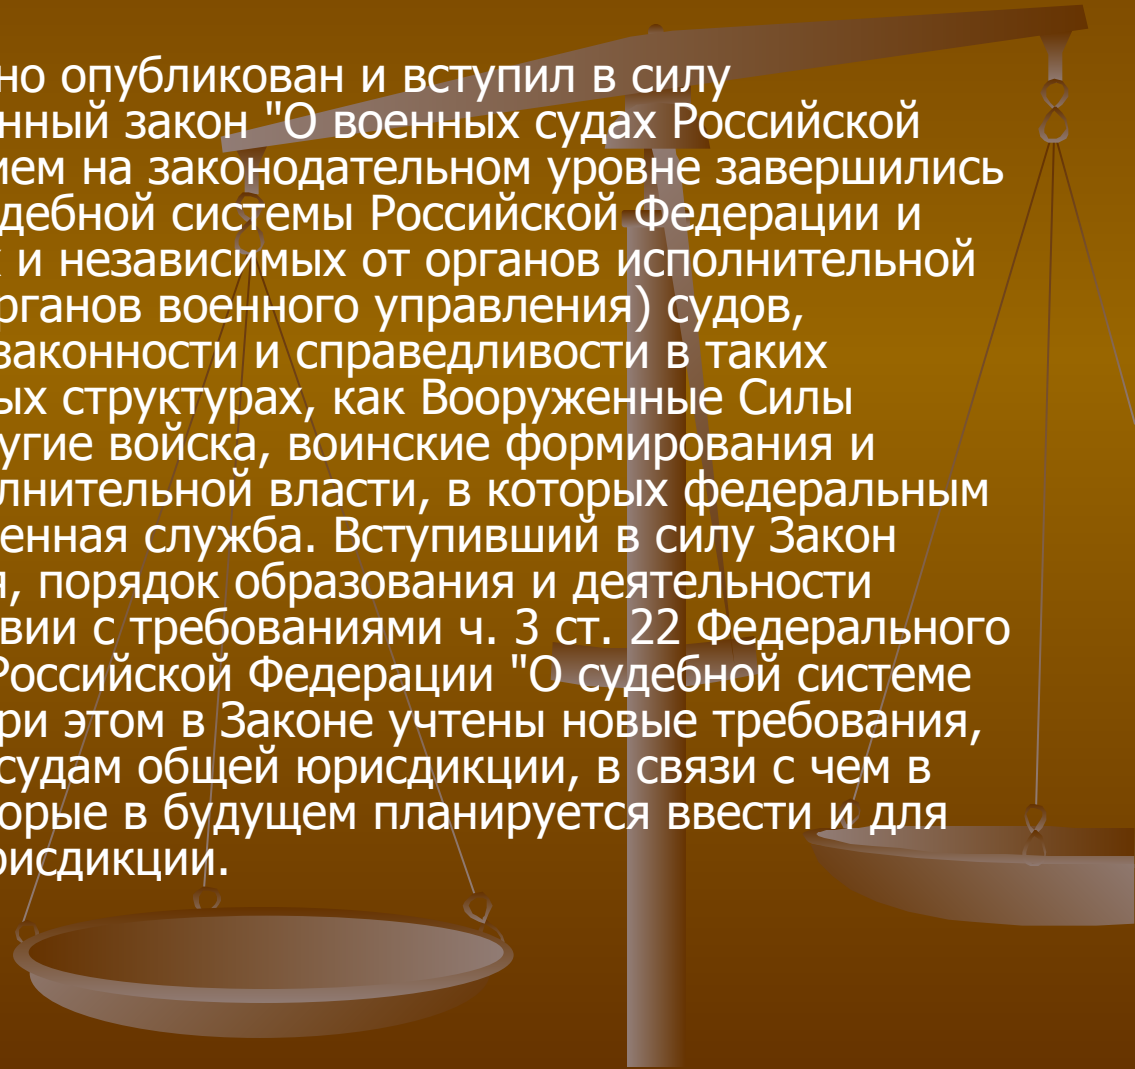 но опубликован и вступил в силу
нный закон "О военных судах Российской
ием на законодательном уровне завершились
дебной системы Российской Федерации и
и независимых от органов исполнительной
рганов военного управления) судов,
законности и справедливости в таких
ых структурах, как Вооруженные Силы
угие войска, воинские формирования и
лнительной власти, в которых федеральным
енная служба. Вступивший в силу Закон
я, порядок образования и деятельности
вии с требованиями ч. 3 ст. 22 Федерального
Российской Федерации "О судебной системе
ри этом в Законе учтены новые требования,
судам общей юрисдикции, в связи с чем в
орые в будущем планируется ввести и для
рисдикции.